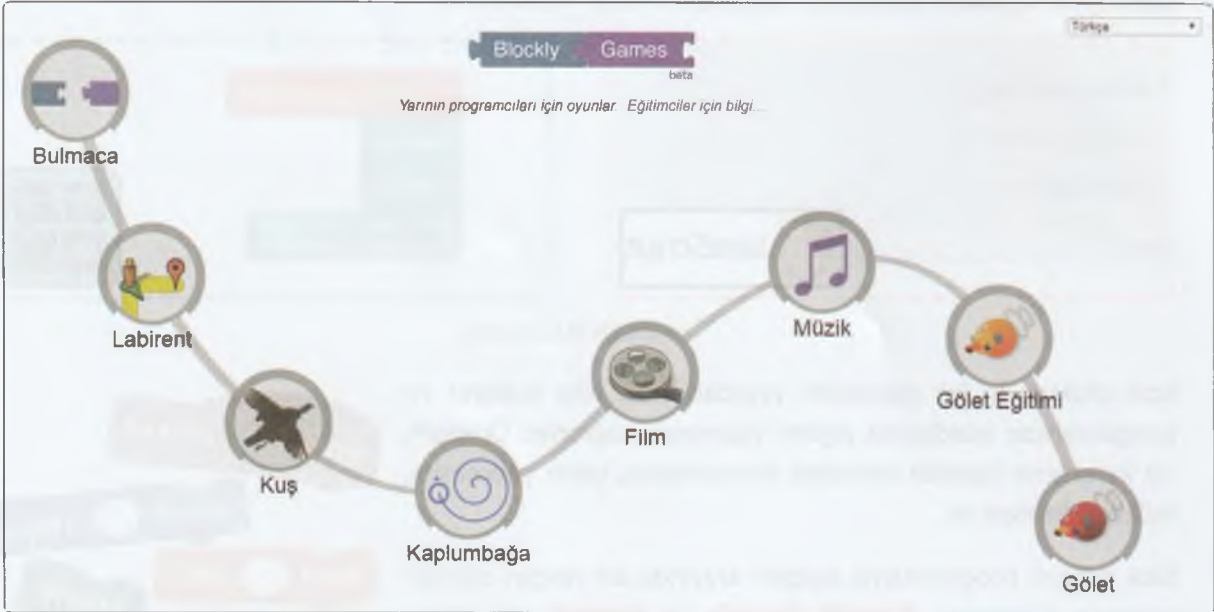 Türkçe
Blockly Games
beta
Yarının programcıları için oyunlar. Eğitimciler için bilgi...
Bulmaca
Labirent
Müzik
Gölet Eğitimi
Film
Kuş
Kaplumbağa
Gölet